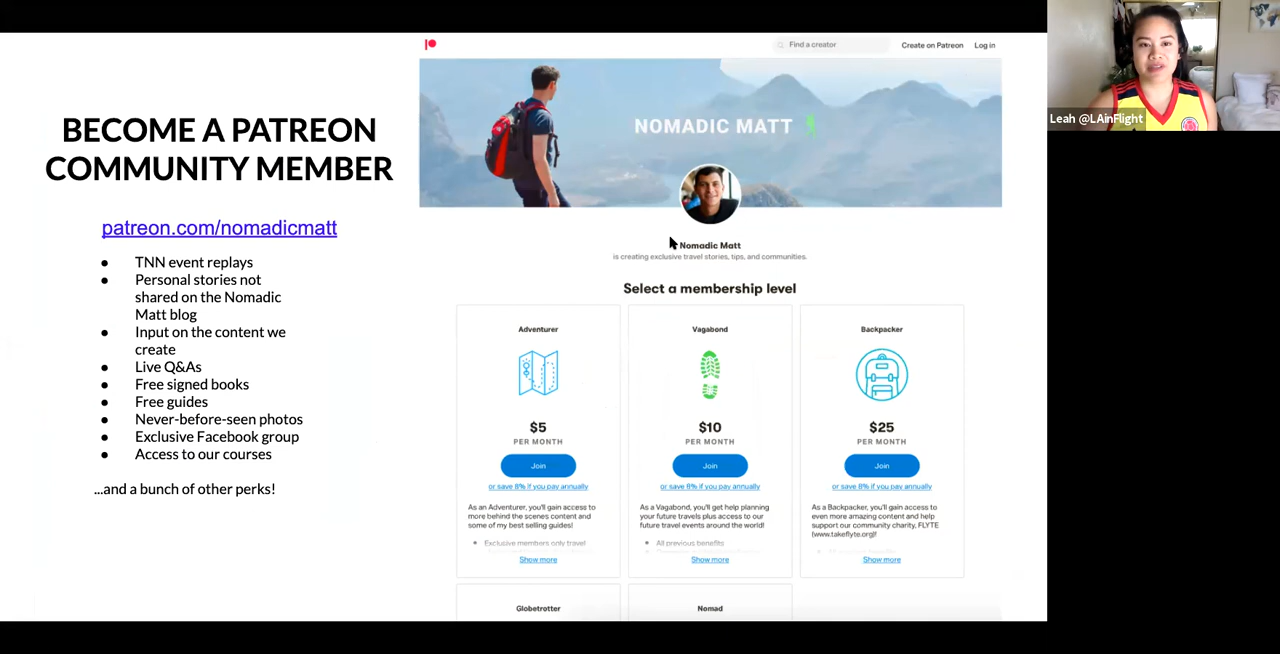 BECOME A PATREON
COMMUNITY MEMBER
patreon.com/nomadicmatt
● TNN event replays
● Personal stories not
shared on the Nomadic
Matt blog
● Input on the content we
create
● Live Q&As
● Free signed books
● Free guides
● Never-before-seen photos
● Exclusive Facebook group
● Access to our courses
...and a bunch of other perks!
Find a creator
Create on Patreon
Log in
NOMADIC MATT
Nomadic Matt
is creating exclusive travel stories, tips, and communities.
Select a membership level
Adventurer
$5
PER MONTH
Join
or save 8% if you pay annually
As an Adventurer, you'll gain access to
more behind the scenes content and
some of my best selling guides!
• Exclusive members only travel
Show more
Vagabond
$10
PER MONTH
Join
or save 8% if you pay annually
As a Vagabond, you'll get help planning
your future travels plus access to our
future travel events around the world!
• All previous benefits
Show more
Backpacker
$25
PER MONTH
Join
or save 8% if you pay annually
As a Backpacker, you'll gain access to
even more amazing content and help
support our community charity, FLYTE
(www.takeflyte.org)!
Show more
Globetrotter
Nomad
Leah @LAinFlight